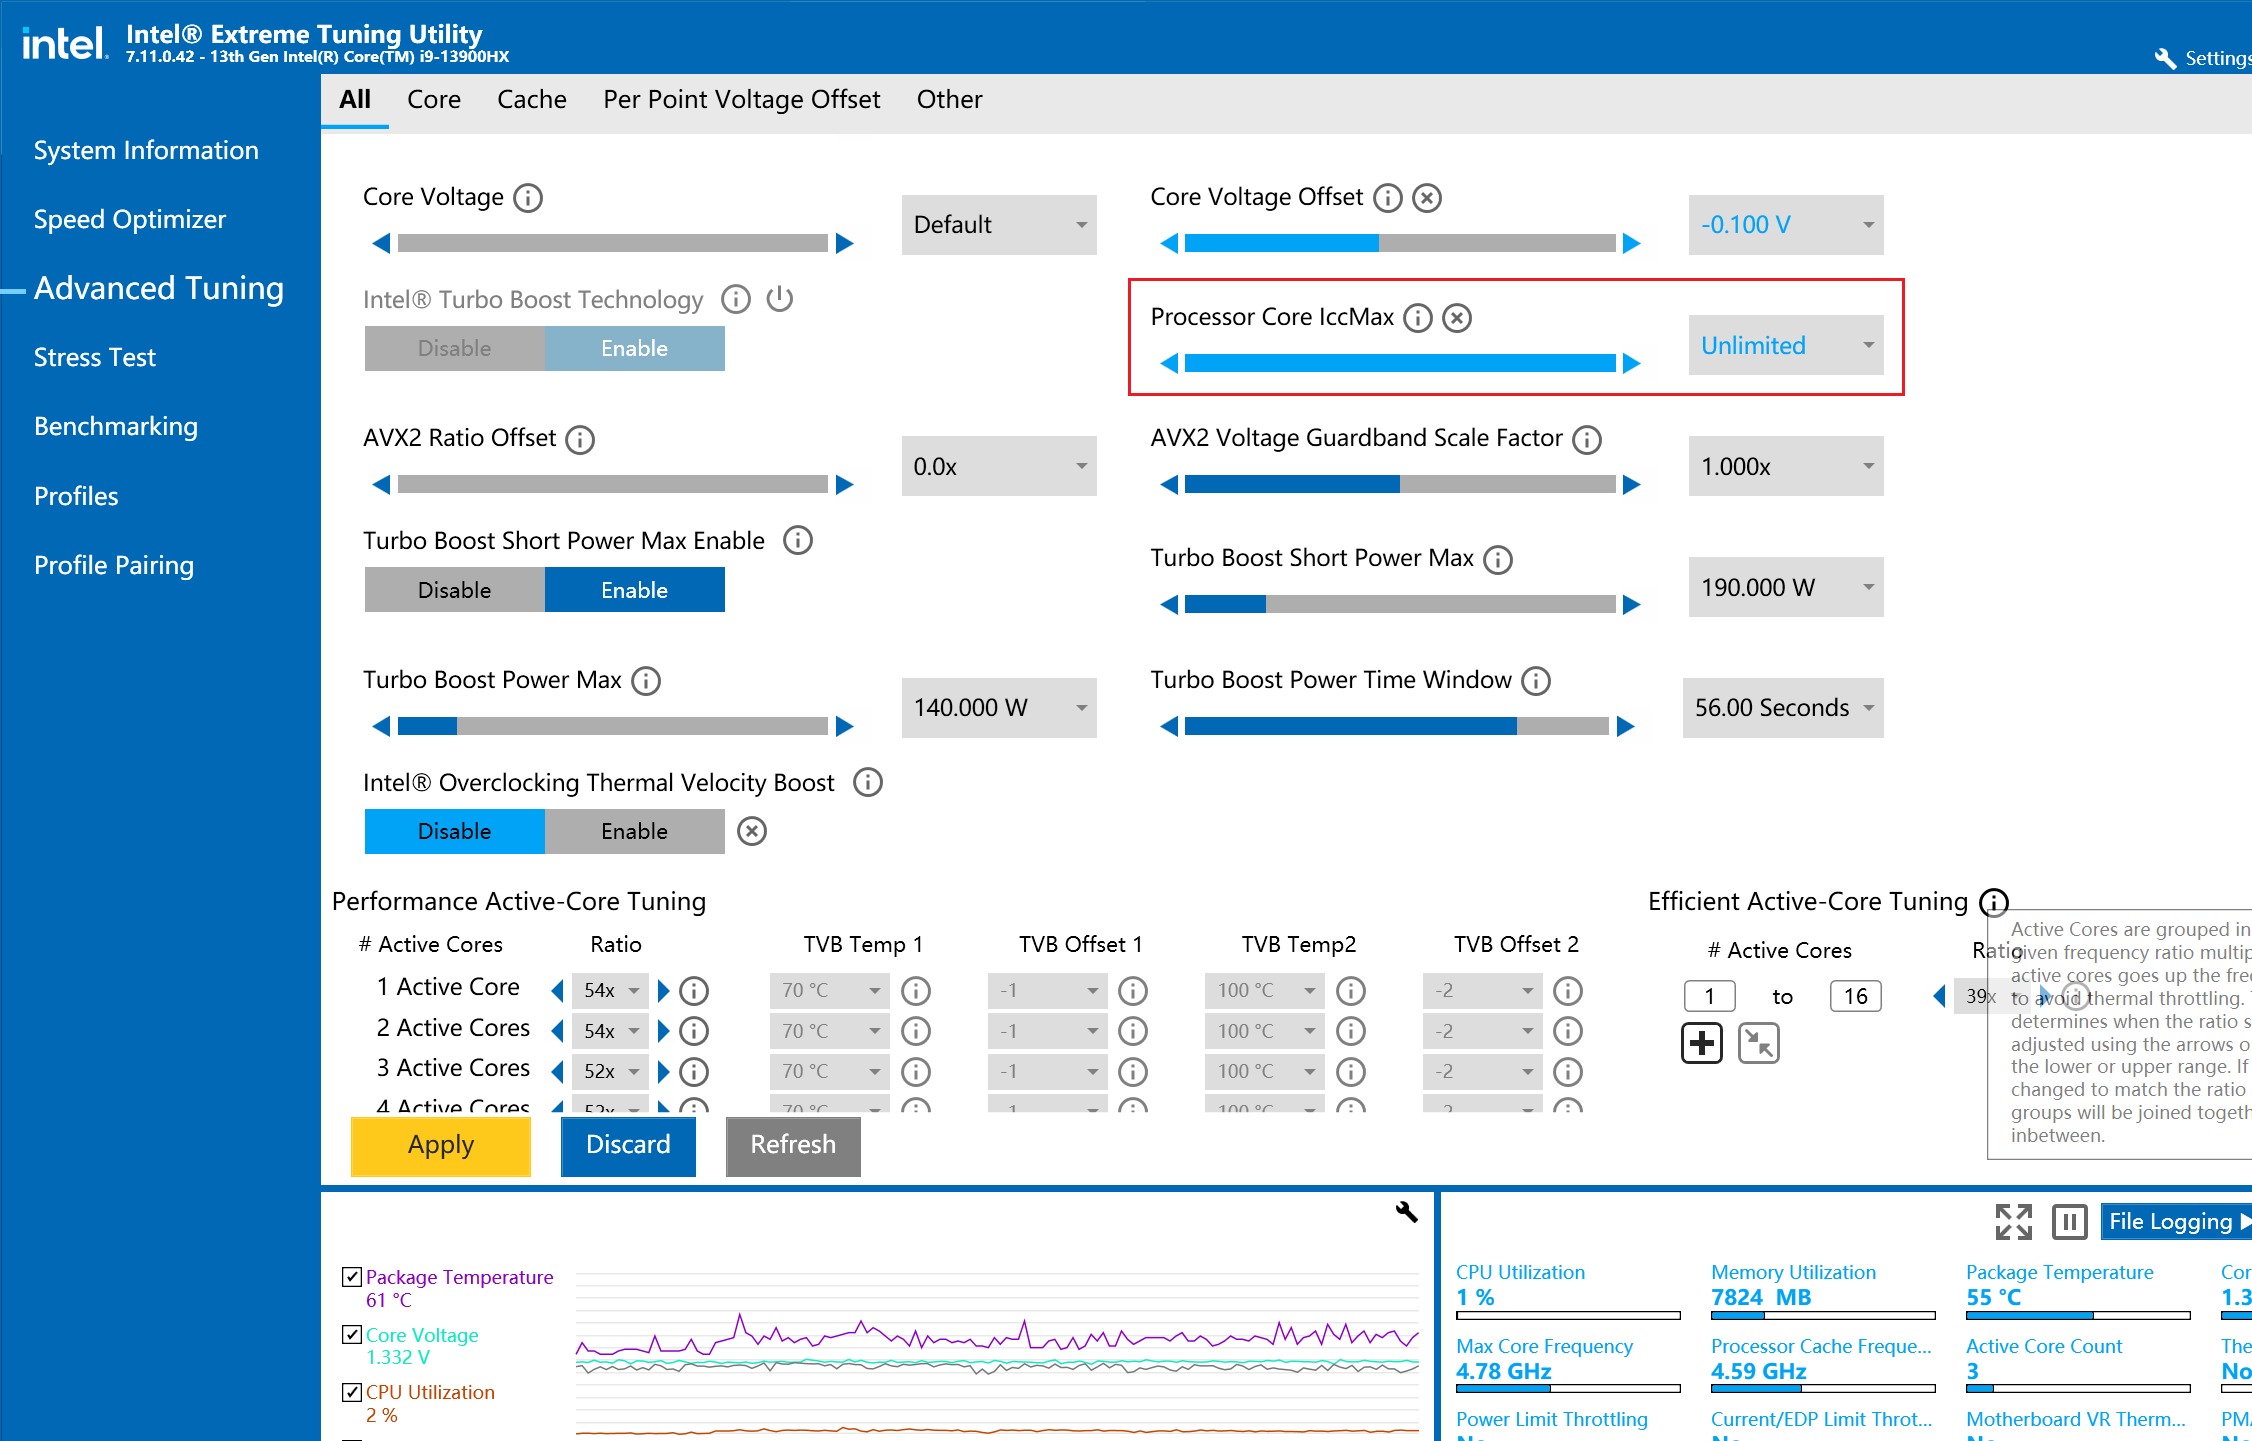 intel.
Intel® Extreme Tuning Utility
7.11.0.42 - 13th Gen Intel(R) Core(TM) i9-13900HX
Settings
System Information
Speed Optimizer
Advanced Tuning
Stress Test
Benchmarking
Profiles
Profile Pairing
All Core Cache Per Point Voltage Offset Other
Core Voltage
Default
Core Voltage Offset
-0.100 V
Intel® Turbo Boost Technology
Disable Enable
Processor Core IccMax
Unlimited
AVX2 Ratio Offset
0.0x
AVX2 Voltage Guardband Scale Factor
1.000x
Turbo Boost Short Power Max Enable
Disable Enable
Turbo Boost Short Power Max
190.000 W
Turbo Boost Power Max
140.000 W
Turbo Boost Power Time Window
56.00 Seconds
Intel® Overclocking Thermal Velocity Boost
Disable Enable
Performance Active-Core Tuning
# Active Cores Ratio TVB Temp 1 TVB Offset 1 TVB Temp2 TVB Offset 2
1 Active Core 54x 70 °C -1 100 °C -2
2 Active Cores 54x 70 °C -1 100 °C -2
3 Active Cores 52x 70 °C -1 100 °C -2
4 Active Cores 52x 70 °C -1 100 °C -2
Efficient Active-Core Tuning
# Active Cores Ratio
1 to 16 39x
Active Cores are grouped in
given frequency ratio multip
active cores goes up the fre
to avoid thermal throttling.
determines when the ratio s
adjusted using the arrows o
the lower or upper range. If
changed to match the ratio
groups will be joined togeth
inbetween.
Apply Discard Refresh
File Logging
Package Temperature
61 °C
Core Voltage
1.332 V
CPU Utilization
2 %
CPU Utilization
1 %
Memory Utilization
7824 MB
Package Temperature
55 °C
Cor
1.3
Max Core Frequency
4.78 GHz
Processor Cache Freque...
4.59 GHz
Active Core Count
3
The
No
Power Limit Throttling
No
Current/EDP Limit Throt...
No
Motherboard VR Therm...
No
PM